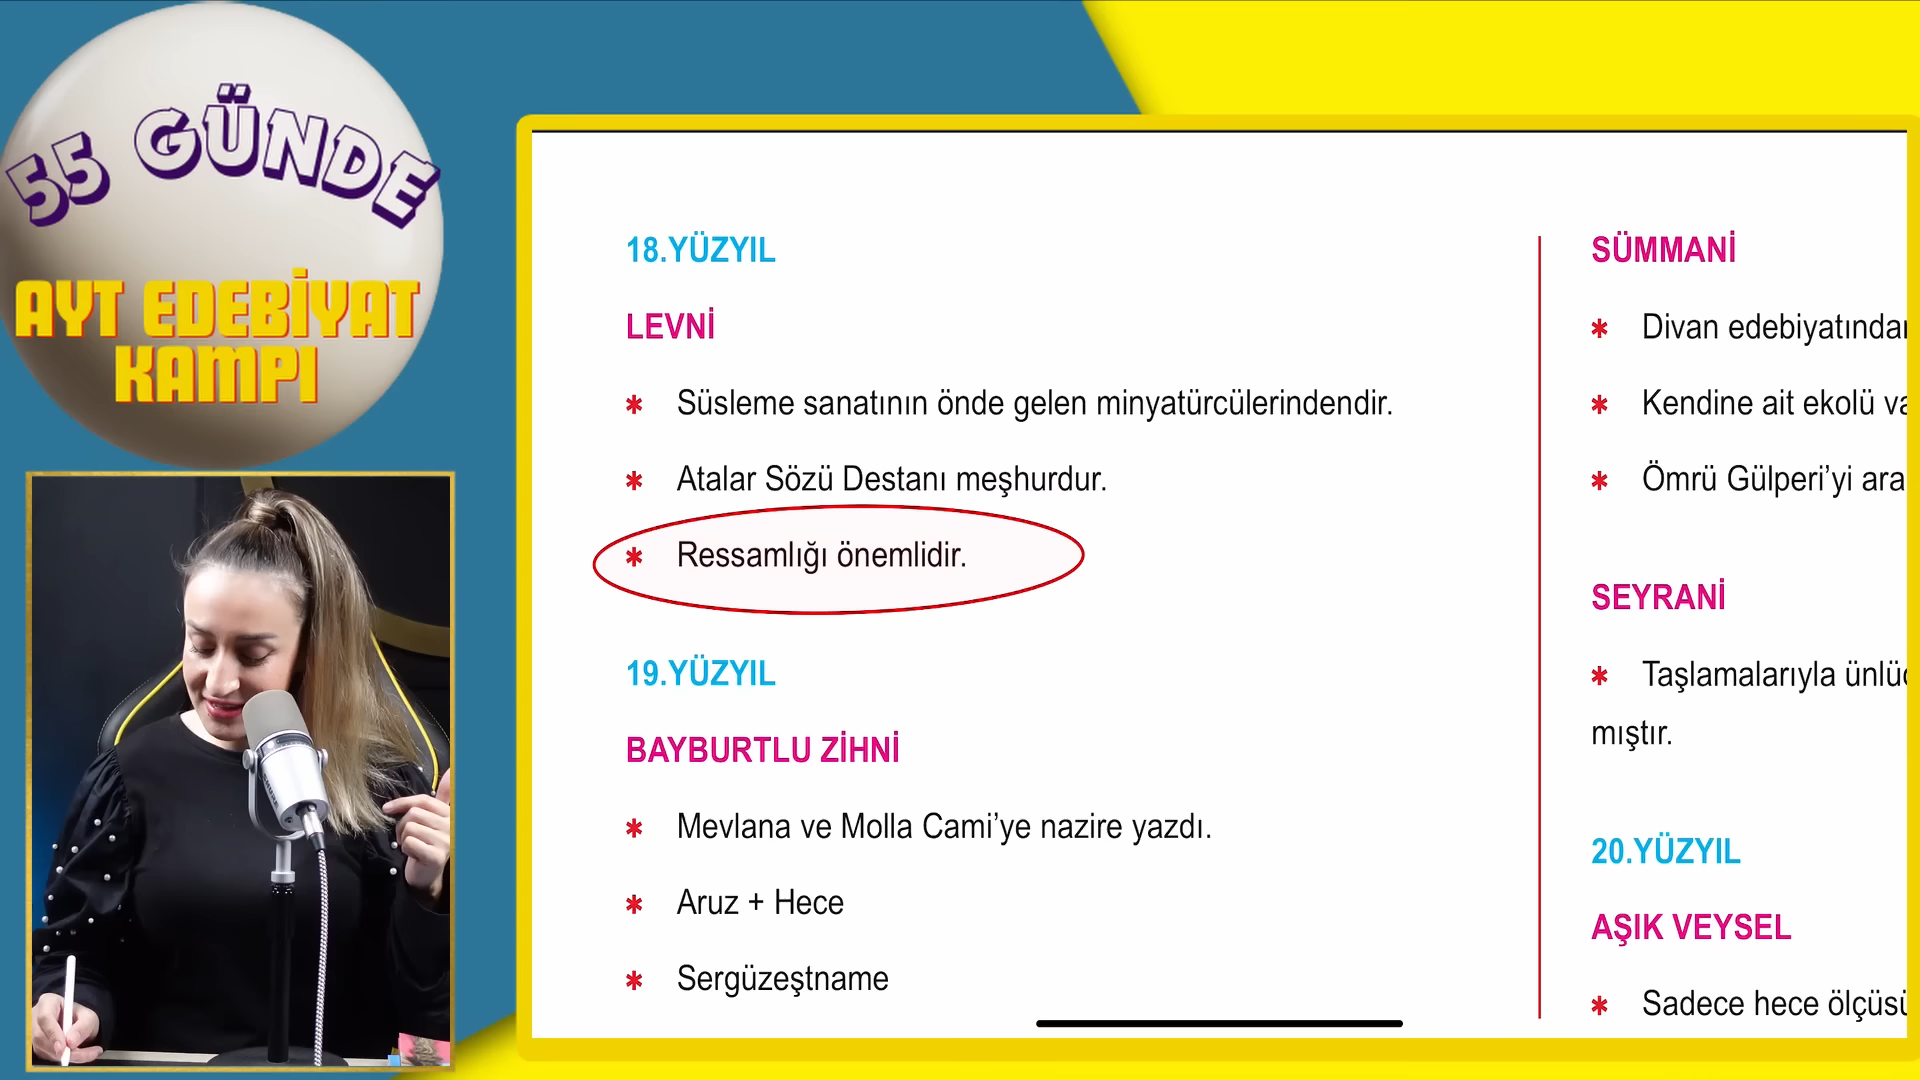 55 GÜNDE
AYT EDEBİYAT
KAMPI
18.YÜZYIL
LEVNİ
* Süsleme sanatının önde gelen minyatürcülerindendir.
* Atalar Sözü Destanı meşhurdur.
* Ressamlığı önemlidir.
19.YÜZYIL
BAYBURTLU ZİHNİ
* Mevlana ve Molla Cami’ye nazire yazdı.
* Aruz + Hece
* Sergüzeştname
SÜMMANİ
* Divan edebiyatından
* Kendine ait ekolü va
* Ömrü Gülperi’yi ara
SEYRANİ
* Taşlamalarıyla ünlü
mıştır.
20.YÜZYIL
AŞIK VEYSEL
* Sadece hece ölçüsü